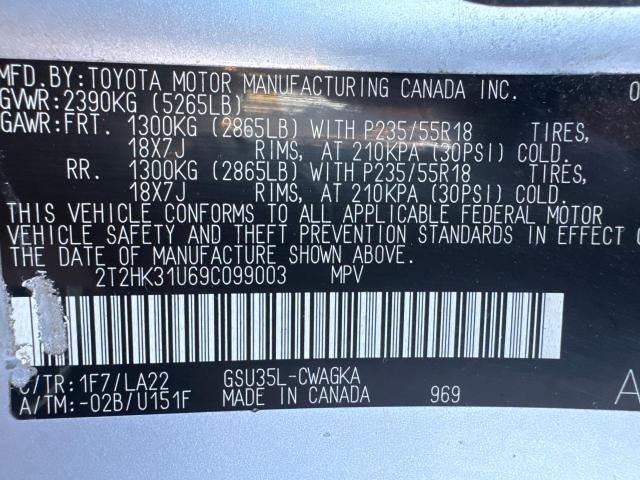 MFD.BY:TOYOTA MOTOR MANUFACTURING CANADA INC. 0
GVWR:2390KG (5265LB)
GAWR:FRT. 1300KG (2865LB) WITH P235/55R18 TIRES,
18X7J RIMS, AT 210KPA (30PSI) COLD.
RR. 1300KG (2865LB) WITH P235/55R18 TIRES,
18X7J RIMS, AT 210KPA (30PSI) COLD.
THIS VEHICLE CONFORMS TO ALL APPLICABLE FEDERAL MOTOR
VEHICLE SAFETY AND THEFT PREVENTION STANDARDS IN EFFECT O
THE DATE OF MANUFACTURE SHOWN ABOVE.
2T2HK31U69C099003 MPV
C/TR:1F7/LA22 GSU35L-CWAGKA
A/TM:-02B/U151F MADE IN CANADA 969 A